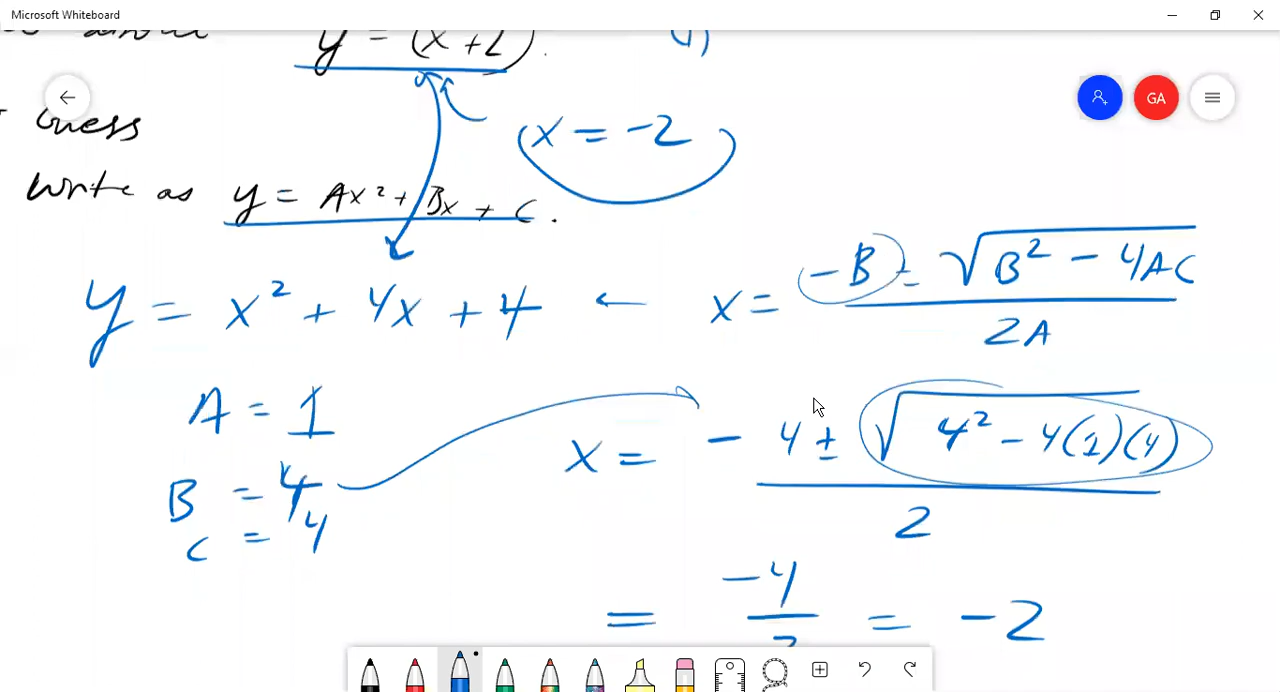 Microsoft Whiteboard
y = (x+2)
Guess
x = -2
Write as y = Ax² + Bx + C.
GA
y = x² + 4x + 4 ← x = -B ± √(B² - 4AC) / 2A
A = 1
B = 4
C = 4
x = -4 ± √(4² - 4(1)(4)) / 2
= -4 / 2 = -2